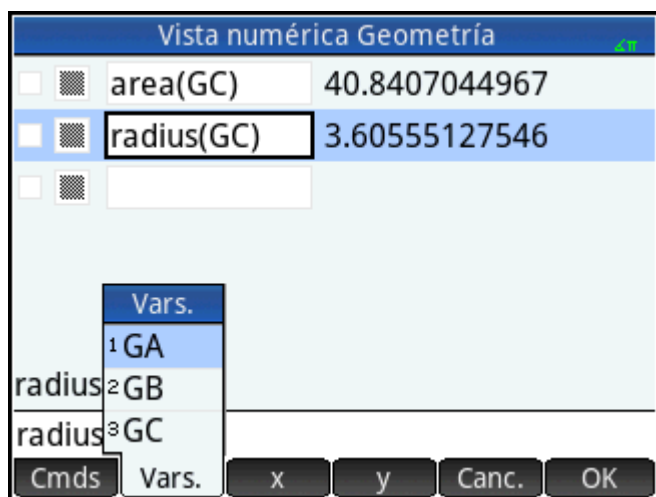 Vista numérica Geometría
∡π
area(GC) 40.8407044967
radius(GC) 3.60555127546
Vars.
1 GA
2 GB
3 GC
radius
radius
Cmds Vars. x y Canc. OK